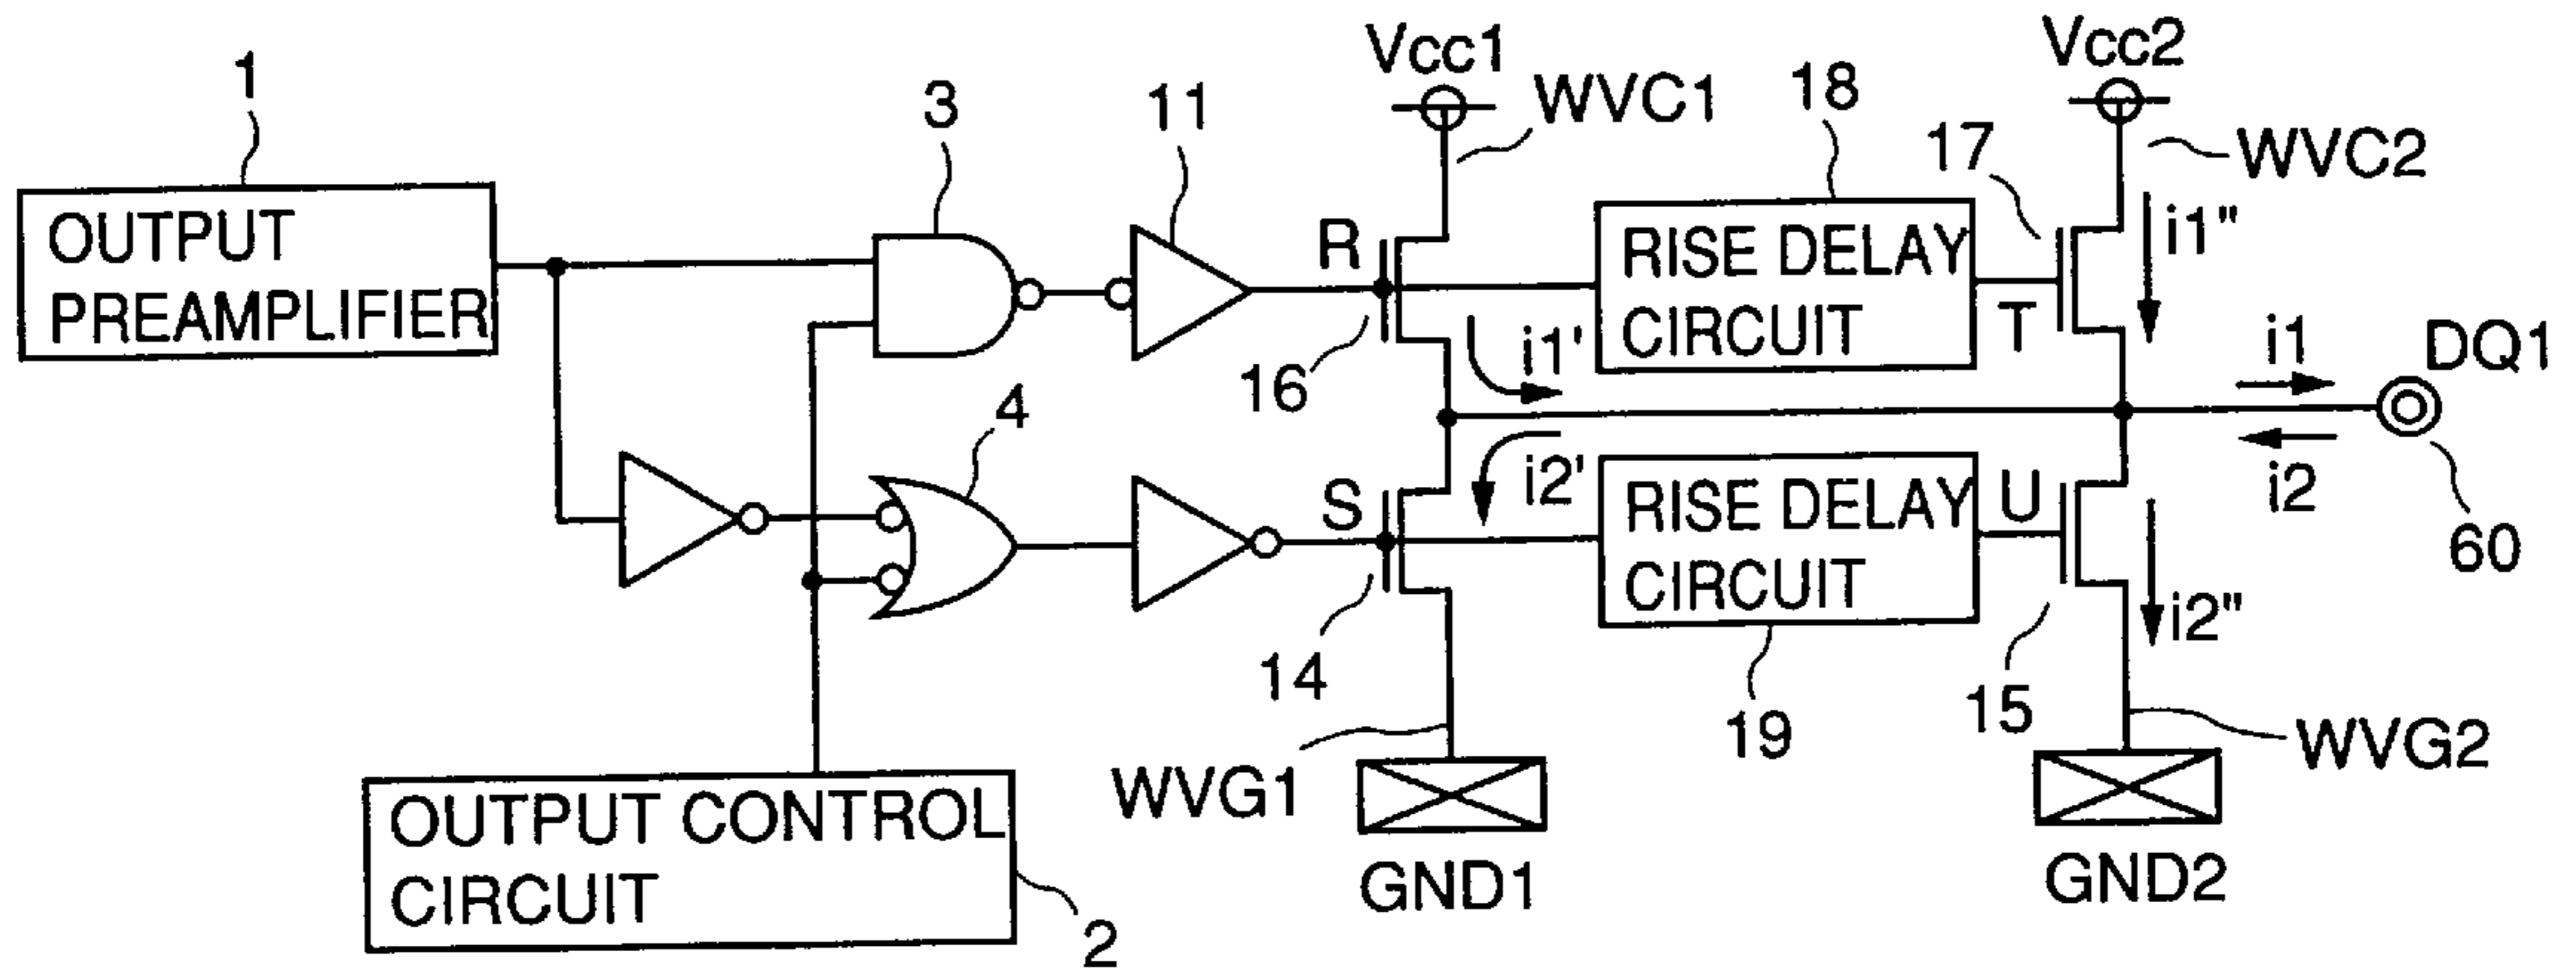 1
OUTPUT
PREAMPLIFIER
3
11
Vcc1
WVC1
18
17
Vcc2
WVC2
R
16
i1'
RISE DELAY
CIRCUIT
T
i1"
i1
DQ1
4
S
14
i2'
RISE DELAY
CIRCUIT
19
U
15
i2"
i2
60
WVG1
GND1
WVG2
GND2
OUTPUT CONTROL
CIRCUIT
2